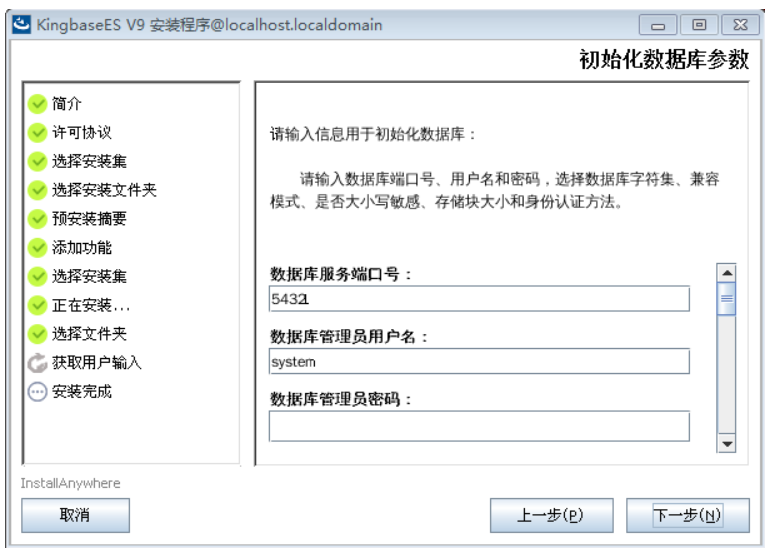 KingbaseES V9 安装程序@localhost.localdomain
初始化数据库参数
简介
许可协议
选择安装集
选择安装文件夹
预安装摘要
添加功能
选择安装集
正在安装...
选择文件夹
获取用户输入
安装完成
请输入信息用于初始化数据库：
请输入数据库端口号、用户名和密码，选择数据库字符集、兼容
模式、是否大小写敏感、存储块大小和身份认证方法。
数据库服务端口号：
54321
数据库管理员用户名：
system
数据库管理员密码：
InstallAnywhere
取消
上一步(P)
下一步(N)